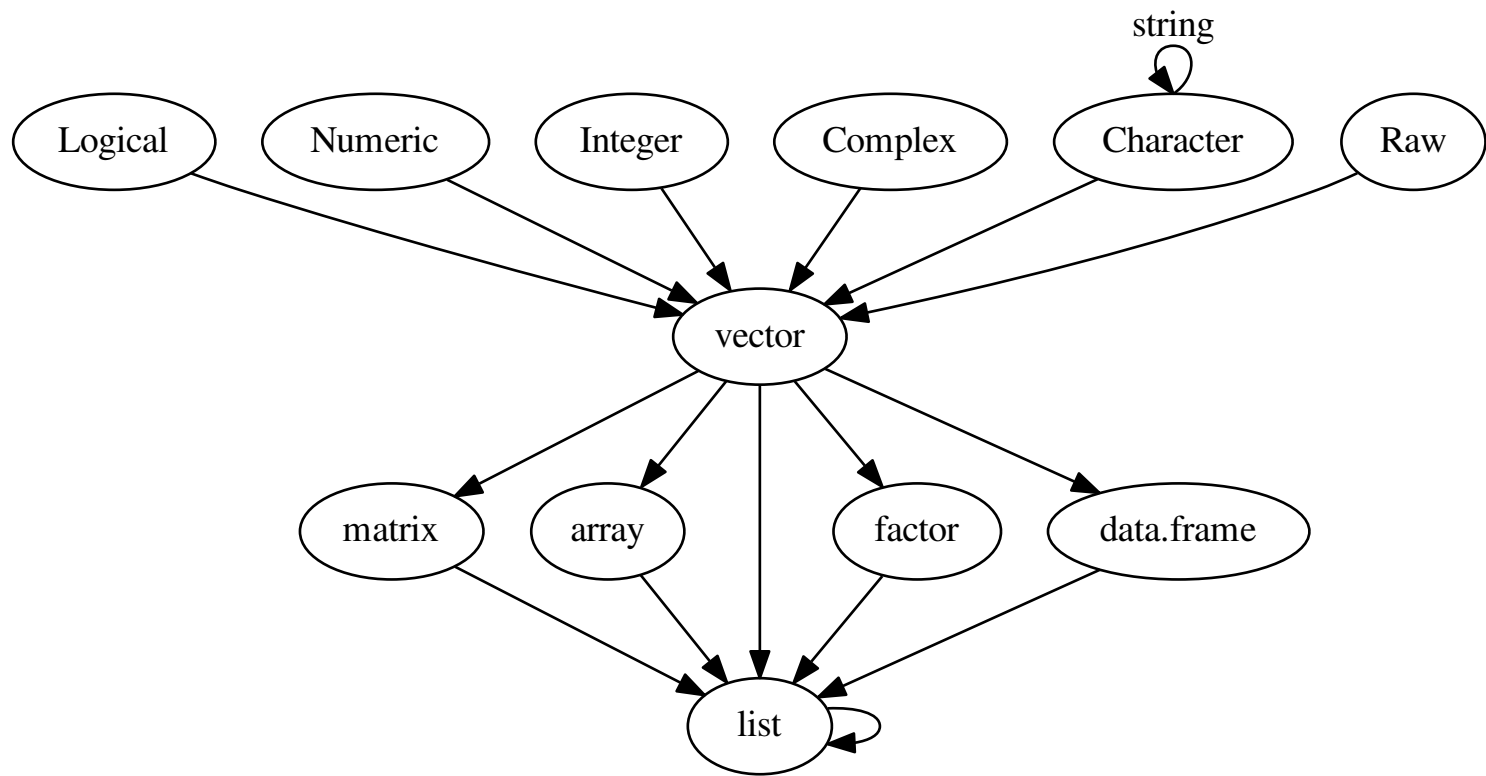 string
Logical
Numeric
Integer
Complex
Character
Raw
vector
matrix
array
factor
data.frame
list